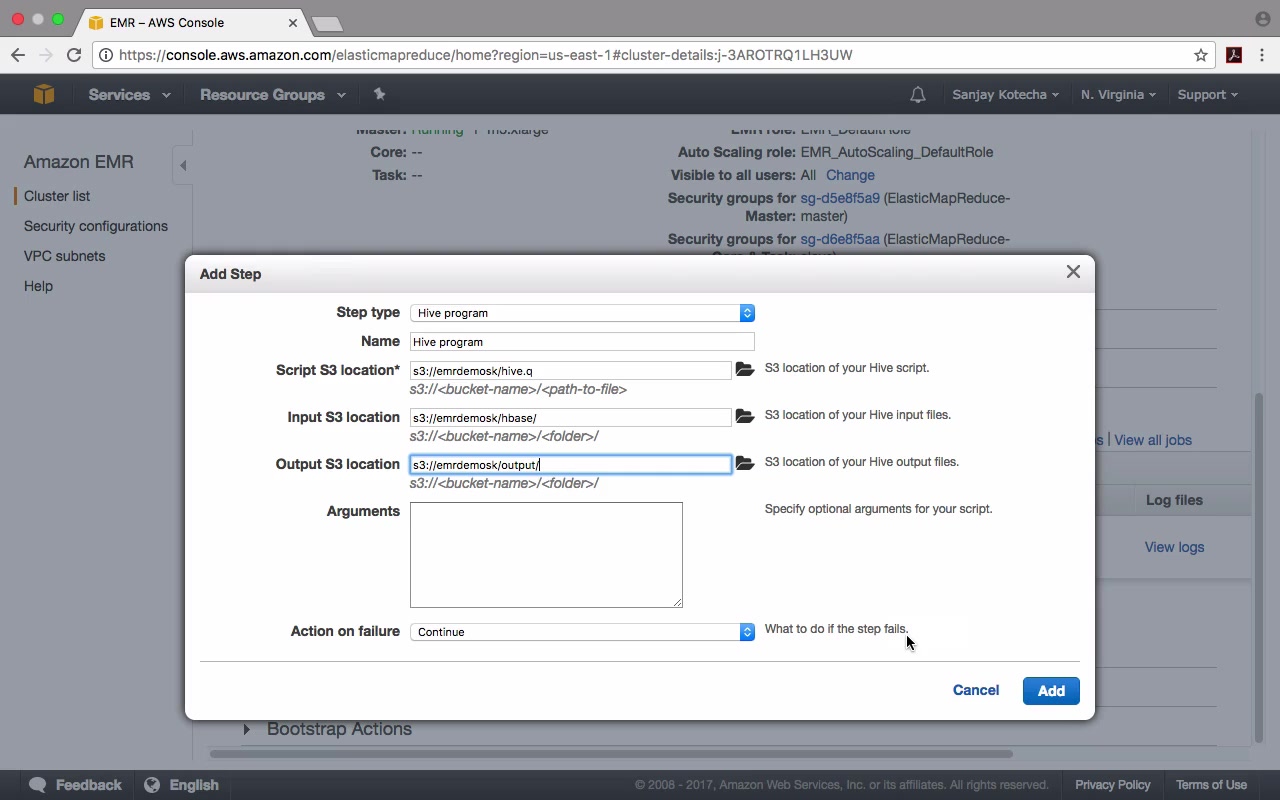 EMR – AWS Console
https://console.aws.amazon.com/elasticmapreduce/home?region=us-east-1#cluster-details:j-3AROTRQ1LH3UW
Services
Resource Groups
Sanjay Kotecha
N. Virginia
Support
Amazon EMR
Cluster list
Security configurations
VPC subnets
Help
Master: Running 1 m3.xlarge
Core: --
Task: --
EMR role: EMR_DefaultRole
Auto Scaling role: EMR_AutoScaling_DefaultRole
Visible to all users: All Change
Security groups for sg-d5e8f5a9 (ElasticMapReduce-
Master: master)
Security groups for sg-d6e8f5aa (ElasticMapReduce-
Add Step
Step type Hive program
Name Hive program
Script S3 location* s3://emrdemosk/hive.q S3 location of your Hive script.
s3://<bucket-name>/<path-to-file>
Input S3 location s3://emrdemosk/hbase/ S3 location of your Hive input files.
s3://<bucket-name>/<folder>/
Output S3 location s3://emrdemosk/output/ S3 location of your Hive output files.
s3://<bucket-name>/<folder>/
Arguments Specify optional arguments for your script.
Action on failure Continue What to do if the step fails.
Cancel Add
View all jobs
Log files
View logs
Bootstrap Actions
Feedback English
© 2008 - 2017, Amazon Web Services, Inc. or its affiliates. All rights reserved. Privacy Policy Terms of Use